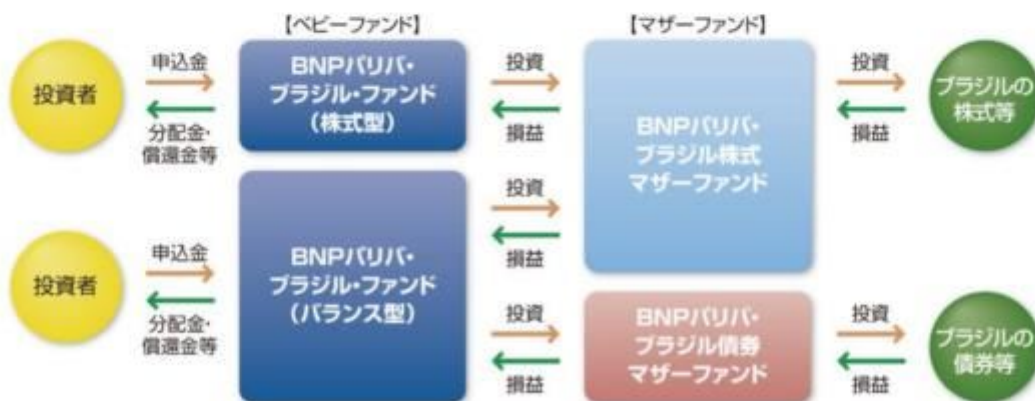 【ベビーファンド】
【マザーファンド】
投資者
申込金
分配金・
償還金等
BNPパリバ・
ブラジル・ファンド
（株式型）
投資
損益
BNPパリバ・
ブラジル株式
マザーファンド
投資
損益
ブラジルの
株式等
投資者
申込金
分配金・
償還金等
BNPパリバ・
ブラジル・ファンド
（バランス型）
投資
損益
投資
損益
BNPパリバ・
ブラジル債券
マザーファンド
投資
損益
ブラジルの
債券等